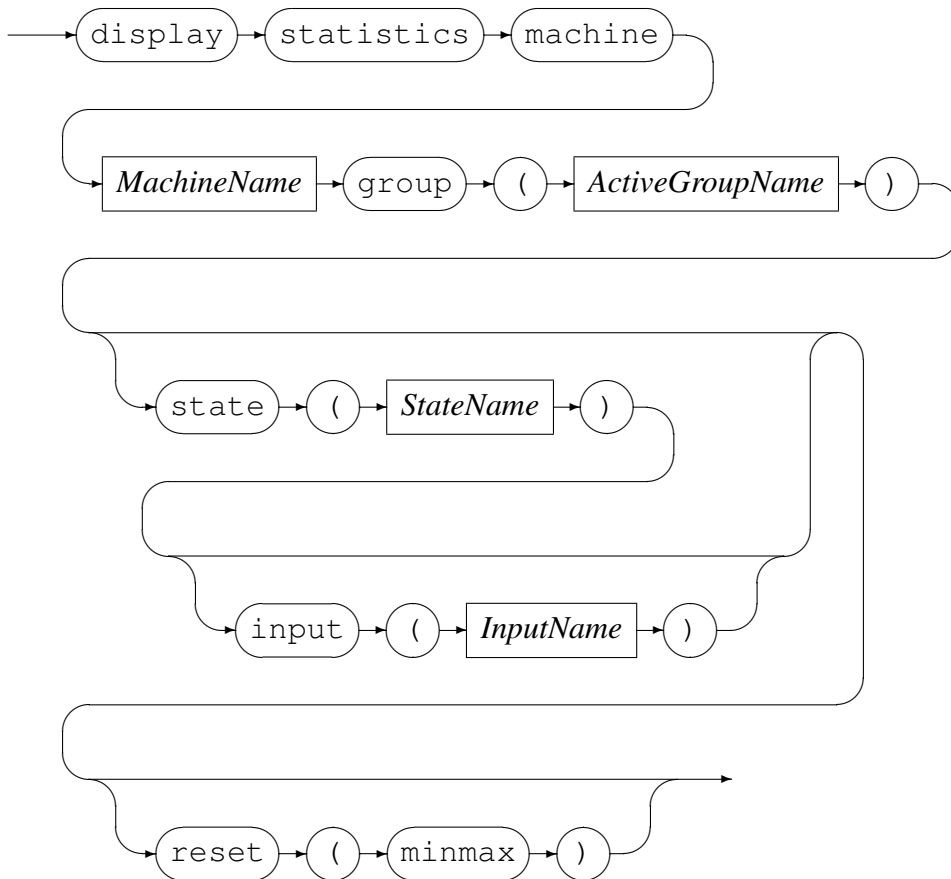 display statistics machine
MachineName group ( ActiveGroupName )
state ( StateName )
input ( InputName )
reset ( minmax )